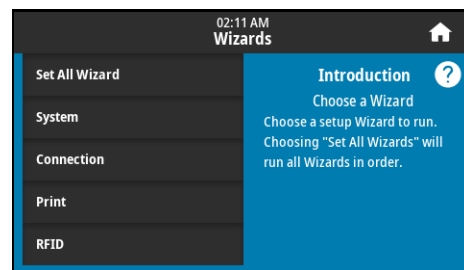 02:11 AM
Wizards
Set All Wizard
System
Connection
Print
RFID
Introduction
?
Choose a Wizard
Choose a setup Wizard to run.
Choosing "Set All Wizards" will
run all Wizards in order.